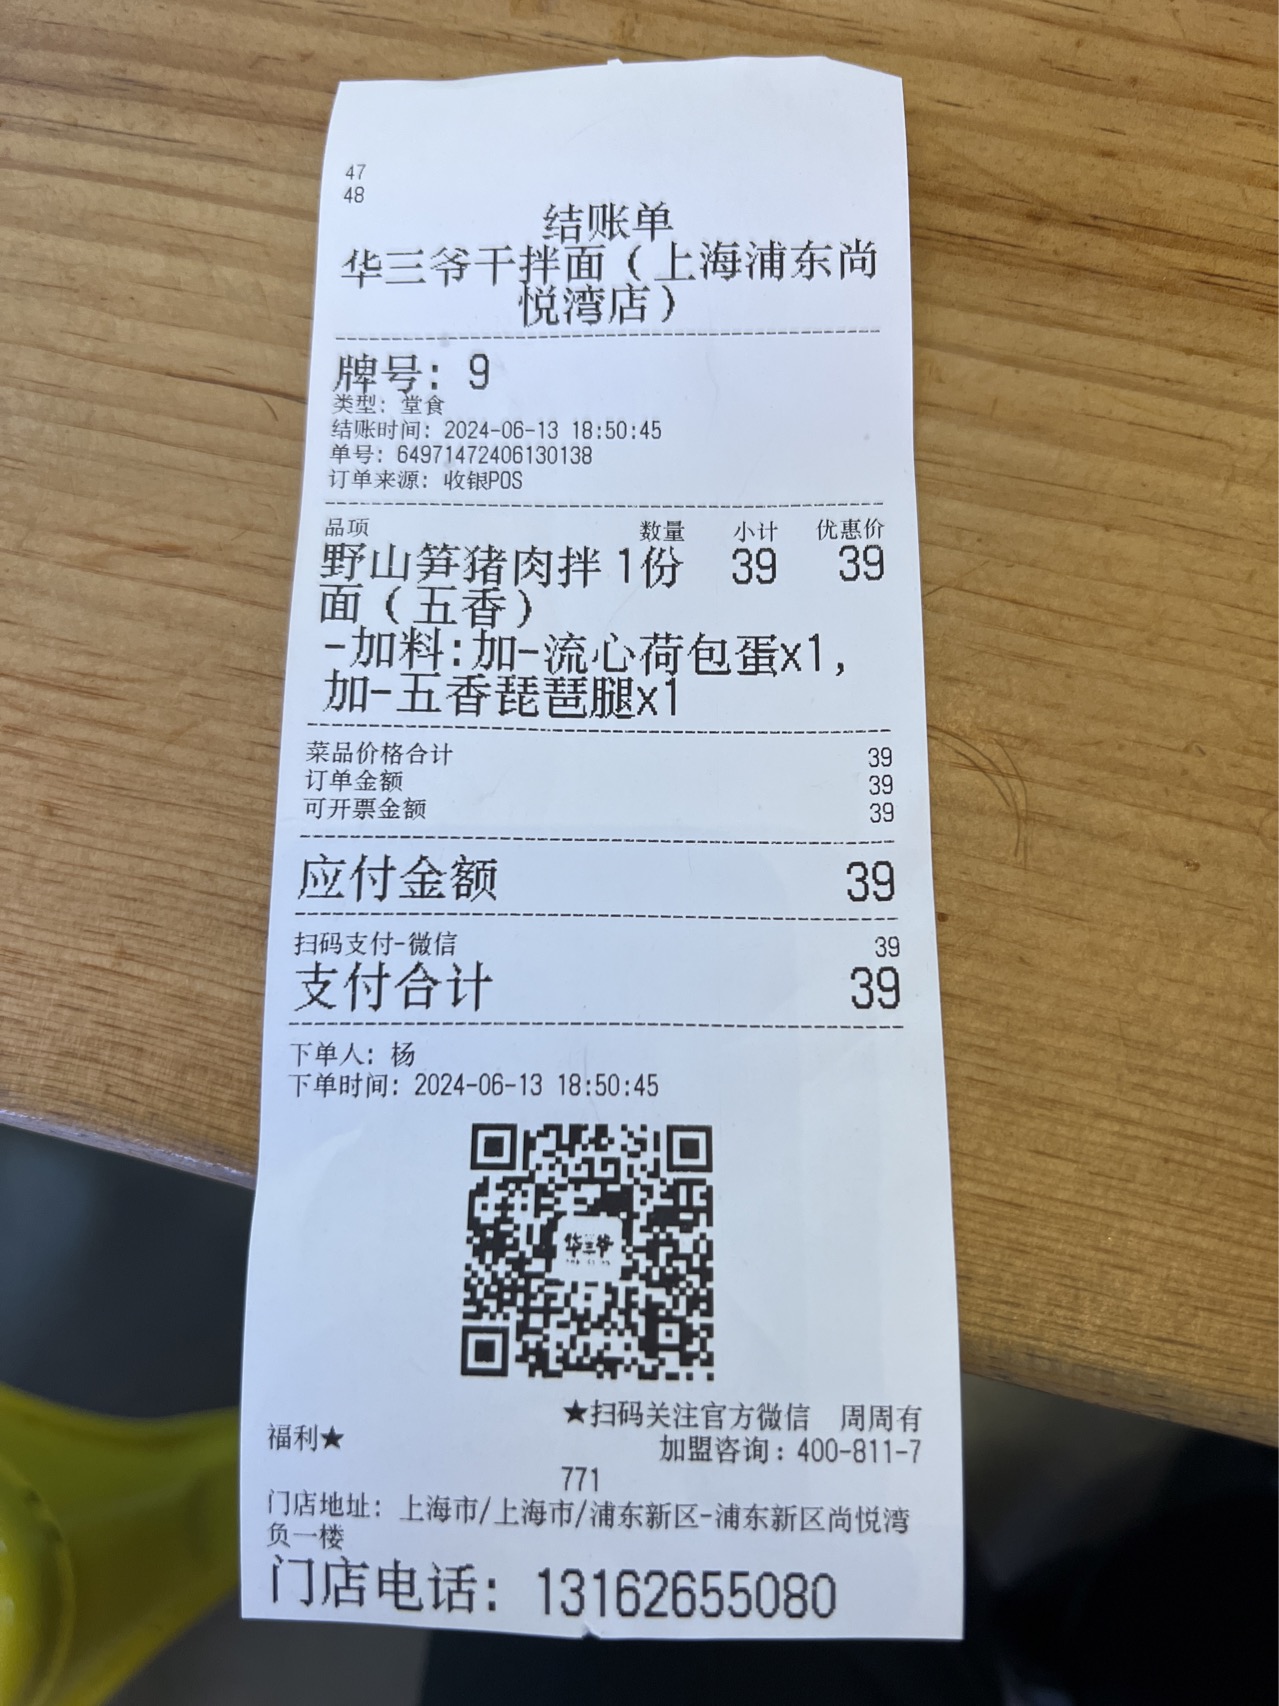 47
48
结账单
华三爷干拌面（上海浦东尚
悦湾店）
牌号: 9
类型: 堂食
结账时间: 2024-06-13 18:50:45
单号: 64971472406130138
订单来源: 收银POS
品项 数量 小计 优惠价
野山笋猪肉拌 1份 39 39
面（五香）
-加料:加-流心荷包蛋x1,
加-五香琵琶腿x1
菜品价格合计 39
订单金额 39
可开票金额 39
应付金额 39
扫码支付-微信 39
支付合计 39
下单人: 杨
下单时间: 2024-06-13 18:50:45
华三爷
★扫码关注官方微信 周周有
福利★
加盟咨询：400-811-7
771
门店地址: 上海市/上海市/浦东新区-浦东新区尚悦湾
负一楼
门店电话: 13162655080